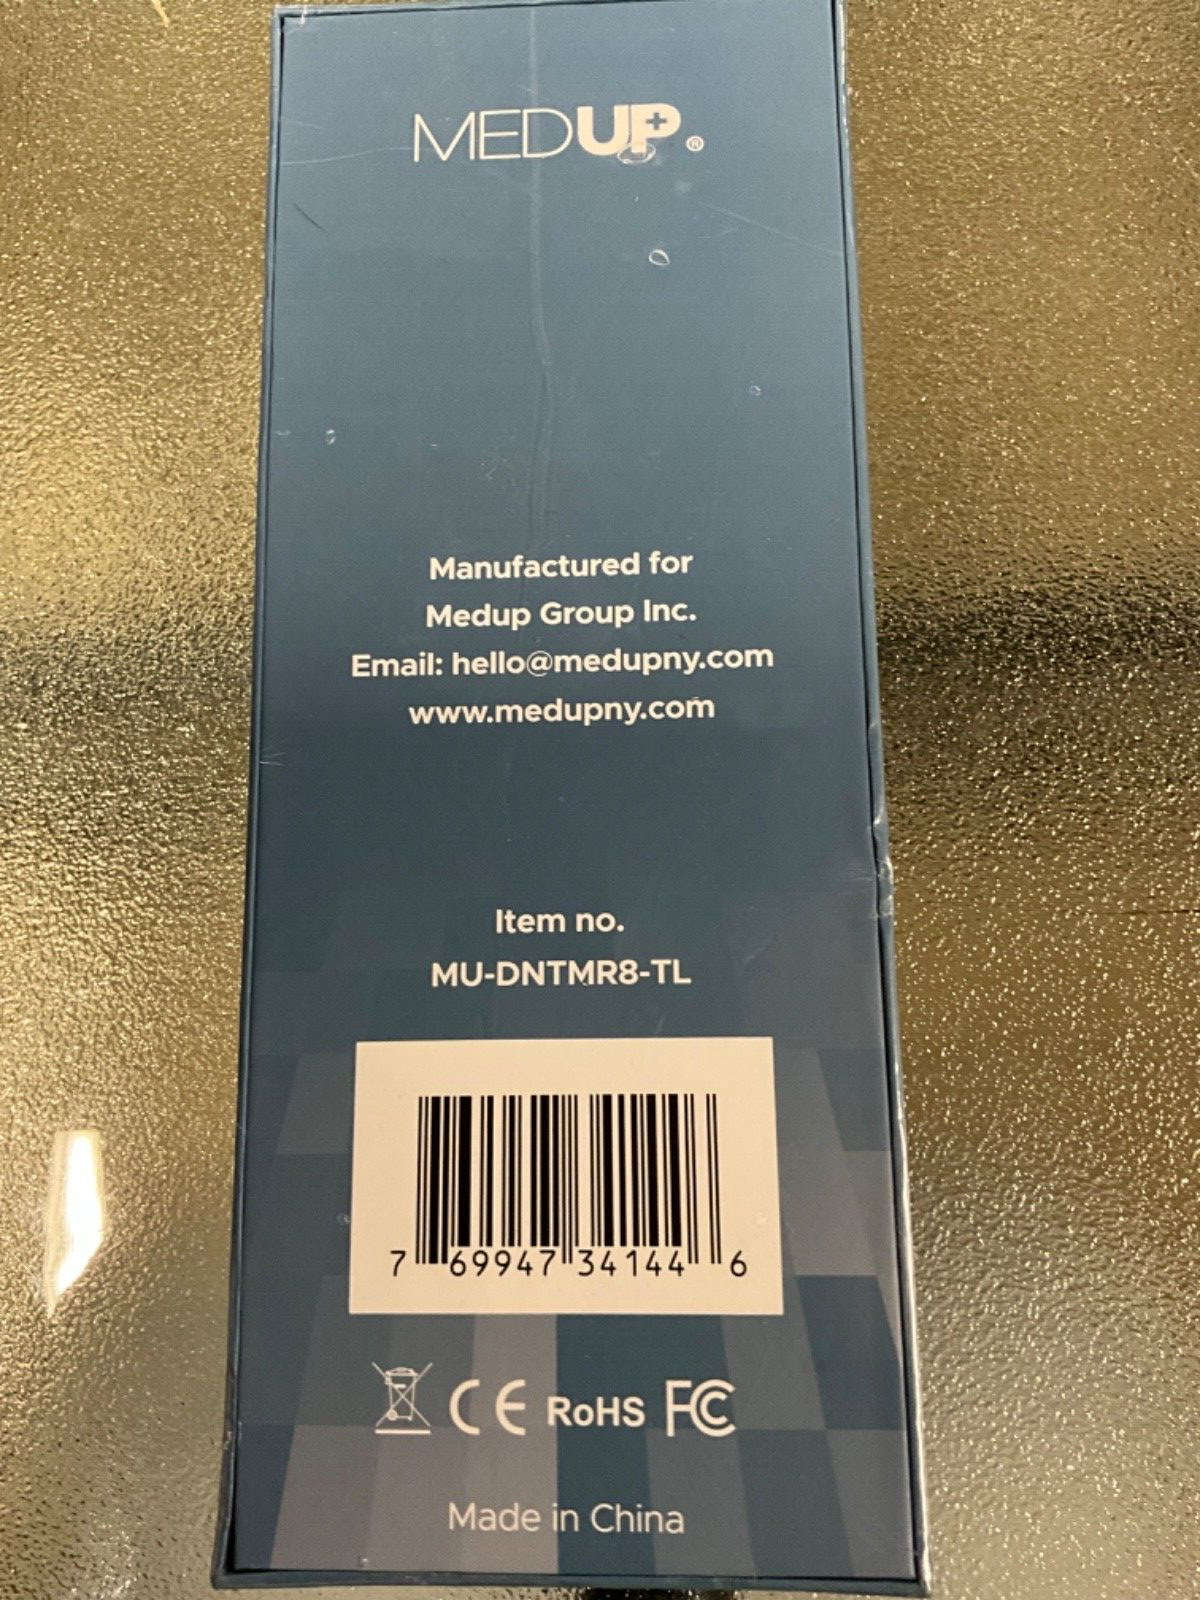 MEDUP®
Manufactured for
Medup Group Inc.
Email: hello@medupny.com
www.medupny.com
Item no.
MU-DNTMR8-TL
7 69947 34144 6
CE RoHS FC
Made in China